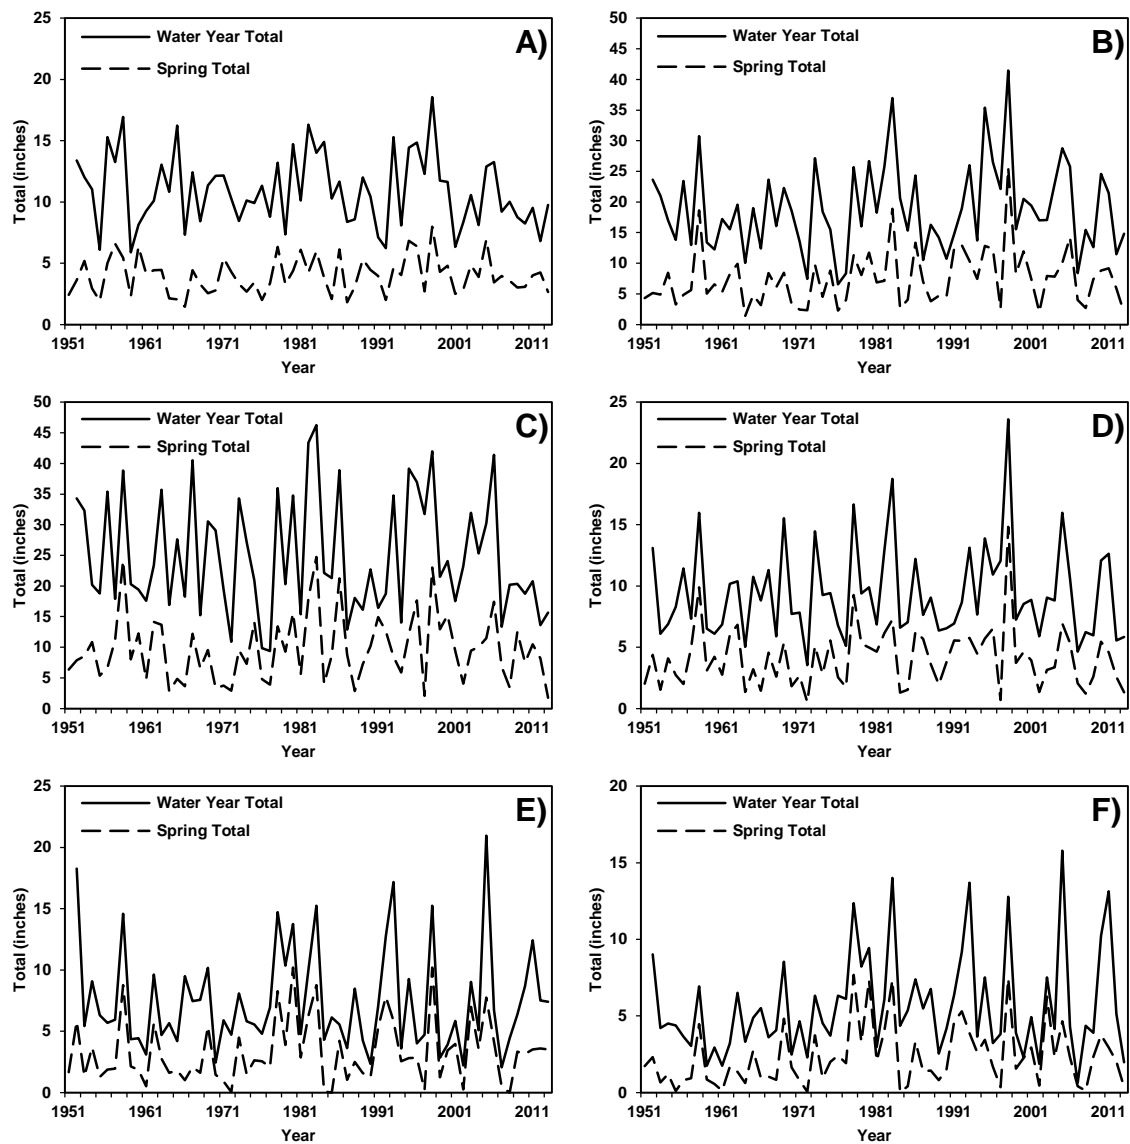 25
20
15
10
5
0
Total (inches)
Water Year Total
Spring Total
A)
1951 1961 1971 1981 1991 2001 2011
Year
50
45
40
35
30
25
20
15
10
5
0
Total (inches)
Water Year Total
Spring Total
B)
1951 1961 1971 1981 1991 2001 2011
Year
50
45
40
35
30
25
20
15
10
5
0
Total (inches)
Water Year Total
Spring Total
C)
1951 1961 1971 1981 1991 2001 2011
Year
25
20
15
10
5
0
Total (inches)
Water Year Total
Spring Total
D)
1951 1961 1971 1981 1991 2001 2011
Year
25
20
15
10
5
0
Total (inches)
Water Year Total
Spring Total
E)
1951 1961 1971 1981 1991 2001 2011
Year
20
15
10
5
0
Total (inches)
Water Year Total
Spring Total
F)
1951 1961 1971 1981 1991 2001 2011
Year